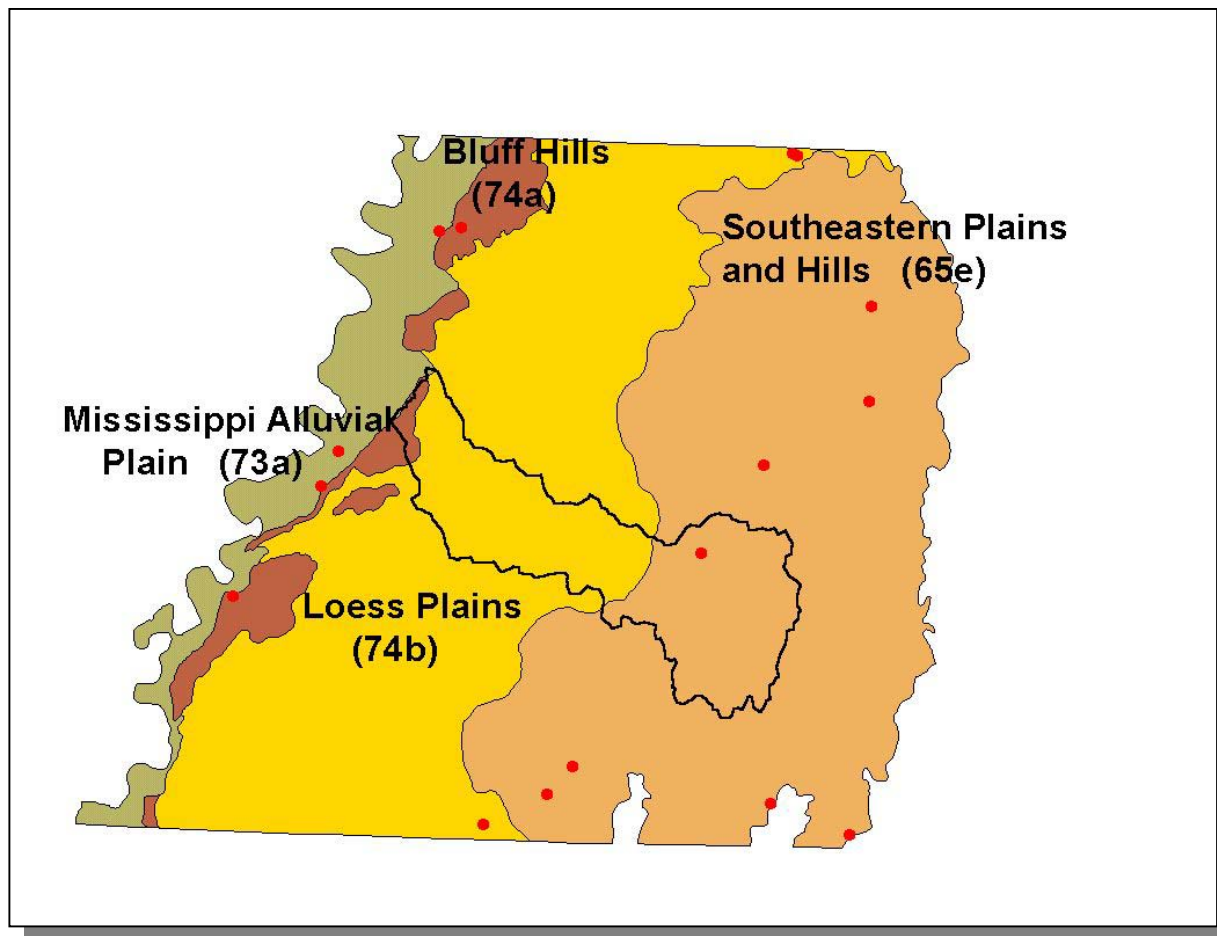 Bluff Hills
(74a)
Southeastern Plains
and Hills (65e)
Mississippi Alluvial
Plain (73a)
Loess Plains
(74b)